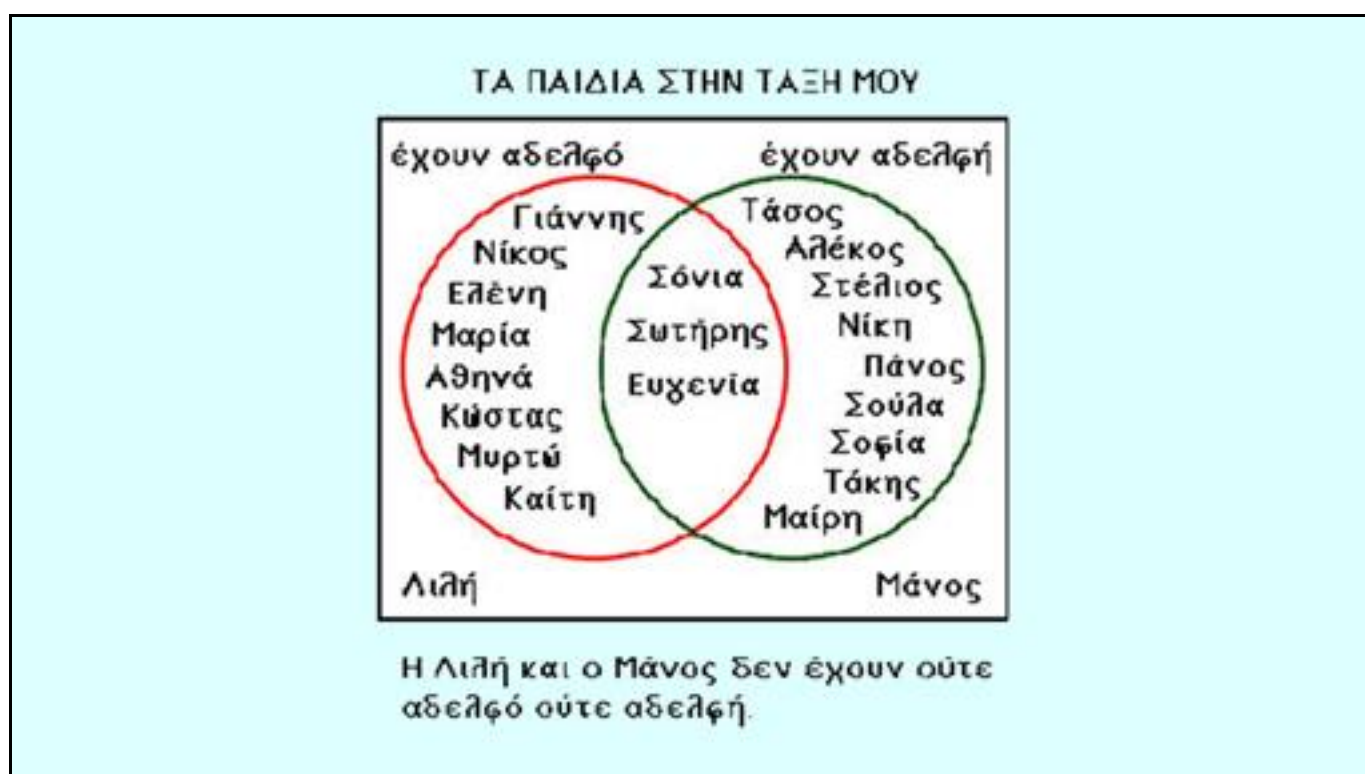 ΤΑ ΠΑΙΔΙΑ ΣΤΗΝ ΤΑΞΗ ΜΟΥ
έχουν αδελφό
έχουν αδελφή
Γιάννης
Νίκος
Ελένη
Μαρία
Αθηνά
Κώστας
Μυρτώ
Καίτη
Σόνια
Σωτήρης
Ευγενία
Τάσος
Αλέκος
Στέλιος
Νίκη
Πάνος
Σούλα
Σοφία
Τάκης
Μαίρη
Λιλή
Μάνος
Η Λιλή και ο Μάνος δεν έχουν ούτε
αδελφό ούτε αδελφή.